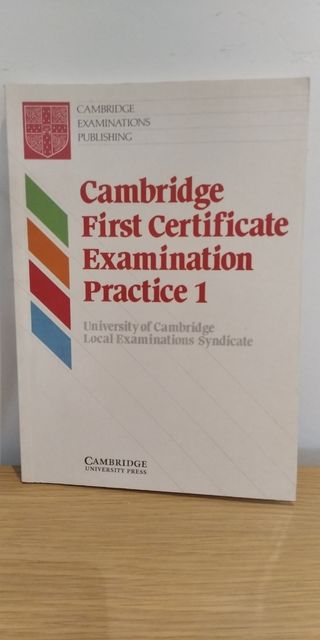 CAMBRIDGE
EXAMINATIONS
PUBLISHING
Cambridge
First Certificate
Examination
Practice 1
University of Cambridge
Local Examinations Syndicate
CAMBRIDGE
UNIVERSITY PRESS